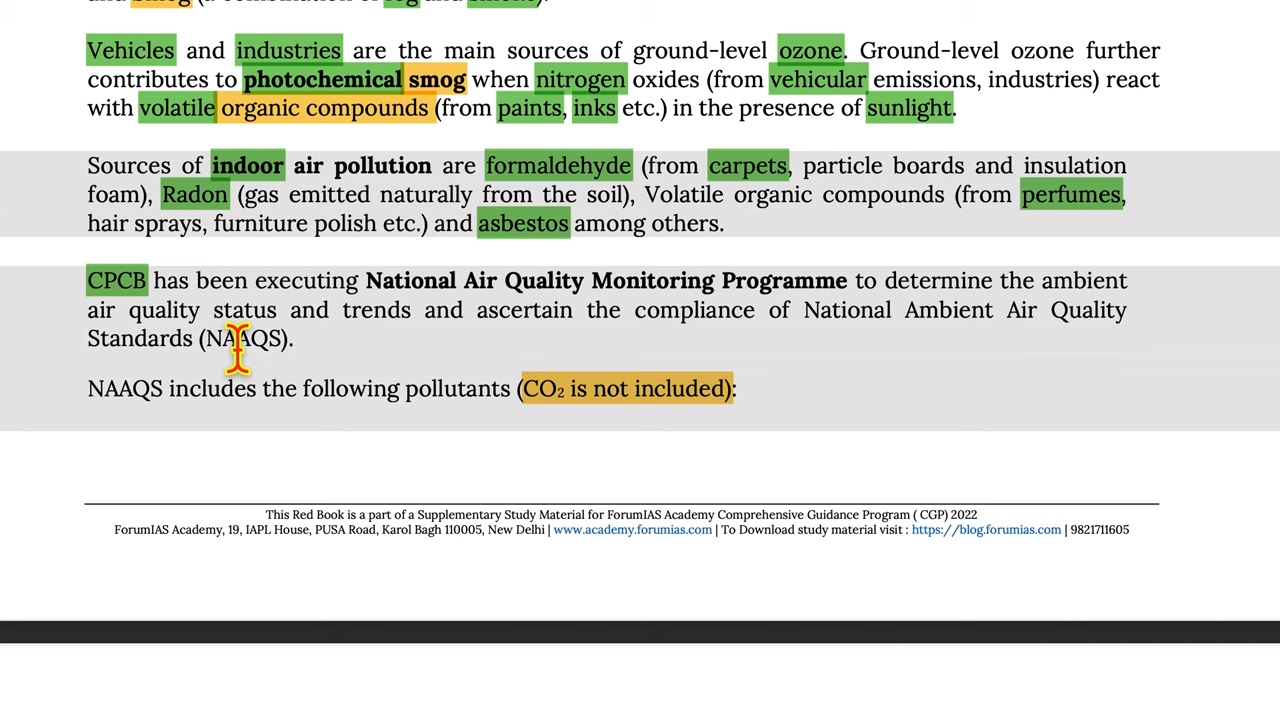 and smog (a combination of fog and smoke).
Vehicles and industries are the main sources of ground-level ozone. Ground-level ozone further
contributes to photochemical smog when nitrogen oxides (from vehicular emissions, industries) react
with volatile organic compounds (from paints, inks etc.) in the presence of sunlight.
Sources of indoor air pollution are formaldehyde (from carpets, particle boards and insulation
foam), Radon (gas emitted naturally from the soil), Volatile organic compounds (from perfumes,
hair sprays, furniture polish etc.) and asbestos among others.
CPCB has been executing National Air Quality Monitoring Programme to determine the ambient
air quality status and trends and ascertain the compliance of National Ambient Air Quality
Standards (NAAQS).
NAAQS includes the following pollutants (CO₂ is not included):
This Red Book is a part of a Supplementary Study Material for ForumIAS Academy Comprehensive Guidance Program ( CGP) 2022
ForumIAS Academy, 19, IAPL House, PUSA Road, Karol Bagh 110005, New Delhi | www.academy.forumias.com | To Download study material visit : https://blog.forumias.com | 9821711605